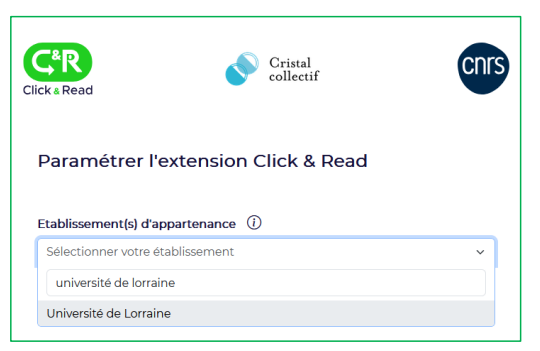 C&R
Click & Read
Cristal
collectif
cnrs
Paramétrer l'extension Click & Read
Etablissement(s) d'appartenance i
Sélectionner votre établissement
université de lorraine
Université de Lorraine